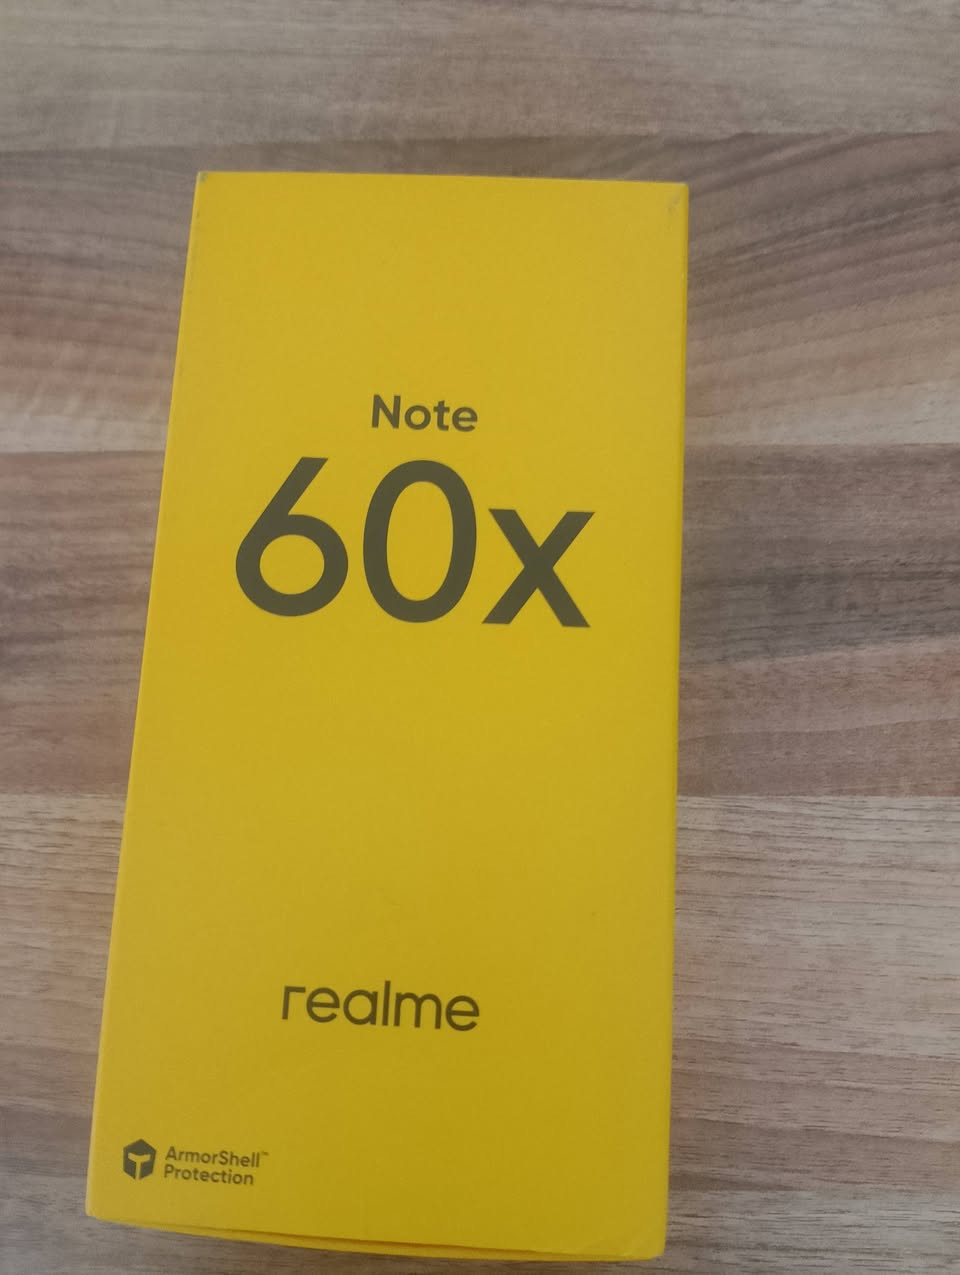 Note
60x
realme
ArmorShell™
Protection